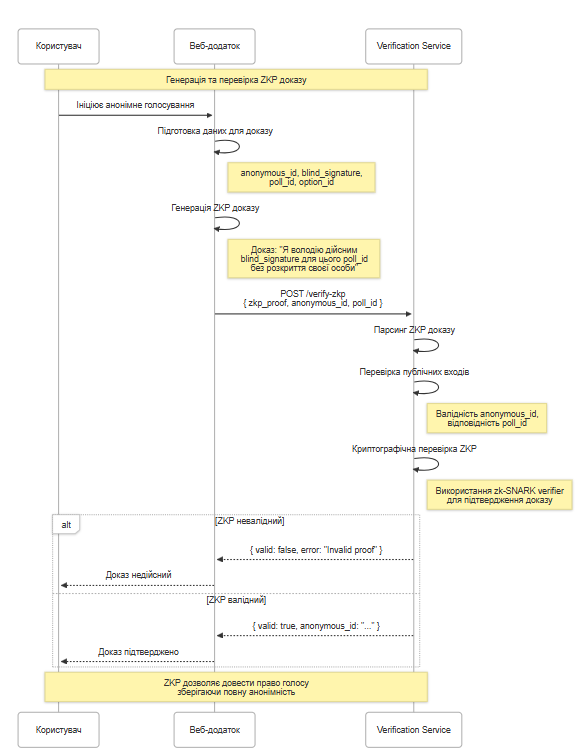 Користувач
Веб-додаток
Verification Service
Генерація та перевірка ZKP доказу
Ініціює анонімне голосування
Підготовка даних для доказу
anonymous_id, blind_signature,
poll_id, option_id
Генерація ZKP доказу
Доказ: "Я володію дійсним
blind_signature для цього poll_id
без розкриття своєї особи"
POST /verify-zkp
{ zkp_proof, anonymous_id, poll_id }
Парсинг ZKP доказу
Перевірка публічних входів
Валідність anonymous_id,
відповідність poll_id
Криптографічна перевірка ZKP
Використання zk-SNARK verifier
для підтвердження доказу
alt
[ZKP невалідний]
{ valid: false, error: "Invalid proof" }
Доказ недійсний
[ZKP валідний]
{ valid: true, anonymous_id: "..." }
Доказ підтверджено
ZKP дозволяє довести право голосу
зберігаючи повну анонімність
Користувач
Веб-додаток
Verification Service